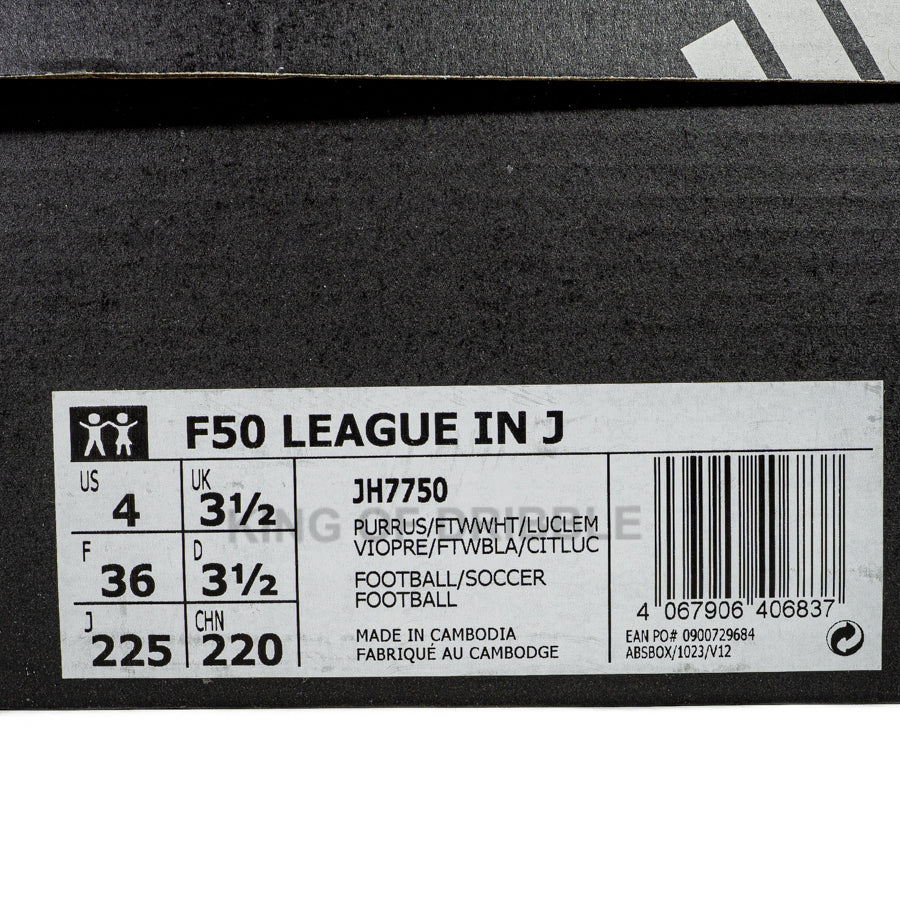 F50 LEAGUE IN J
US
4
UK
3½
F
36
D
3½
J
225
CHN
220
JH7750
PURRUS/FTWWHT/LUCLEM
VIOPRE/FTWBLA/CITLUC
FOOTBALL/SOCCER
FOOTBALL
MADE IN CAMBODIA
FABRIQUÉ AU CAMBODGE
4 067906 406837
EAN PO# 0900729684
ABSBOX/1023/V12
KING OF DRIBBLE